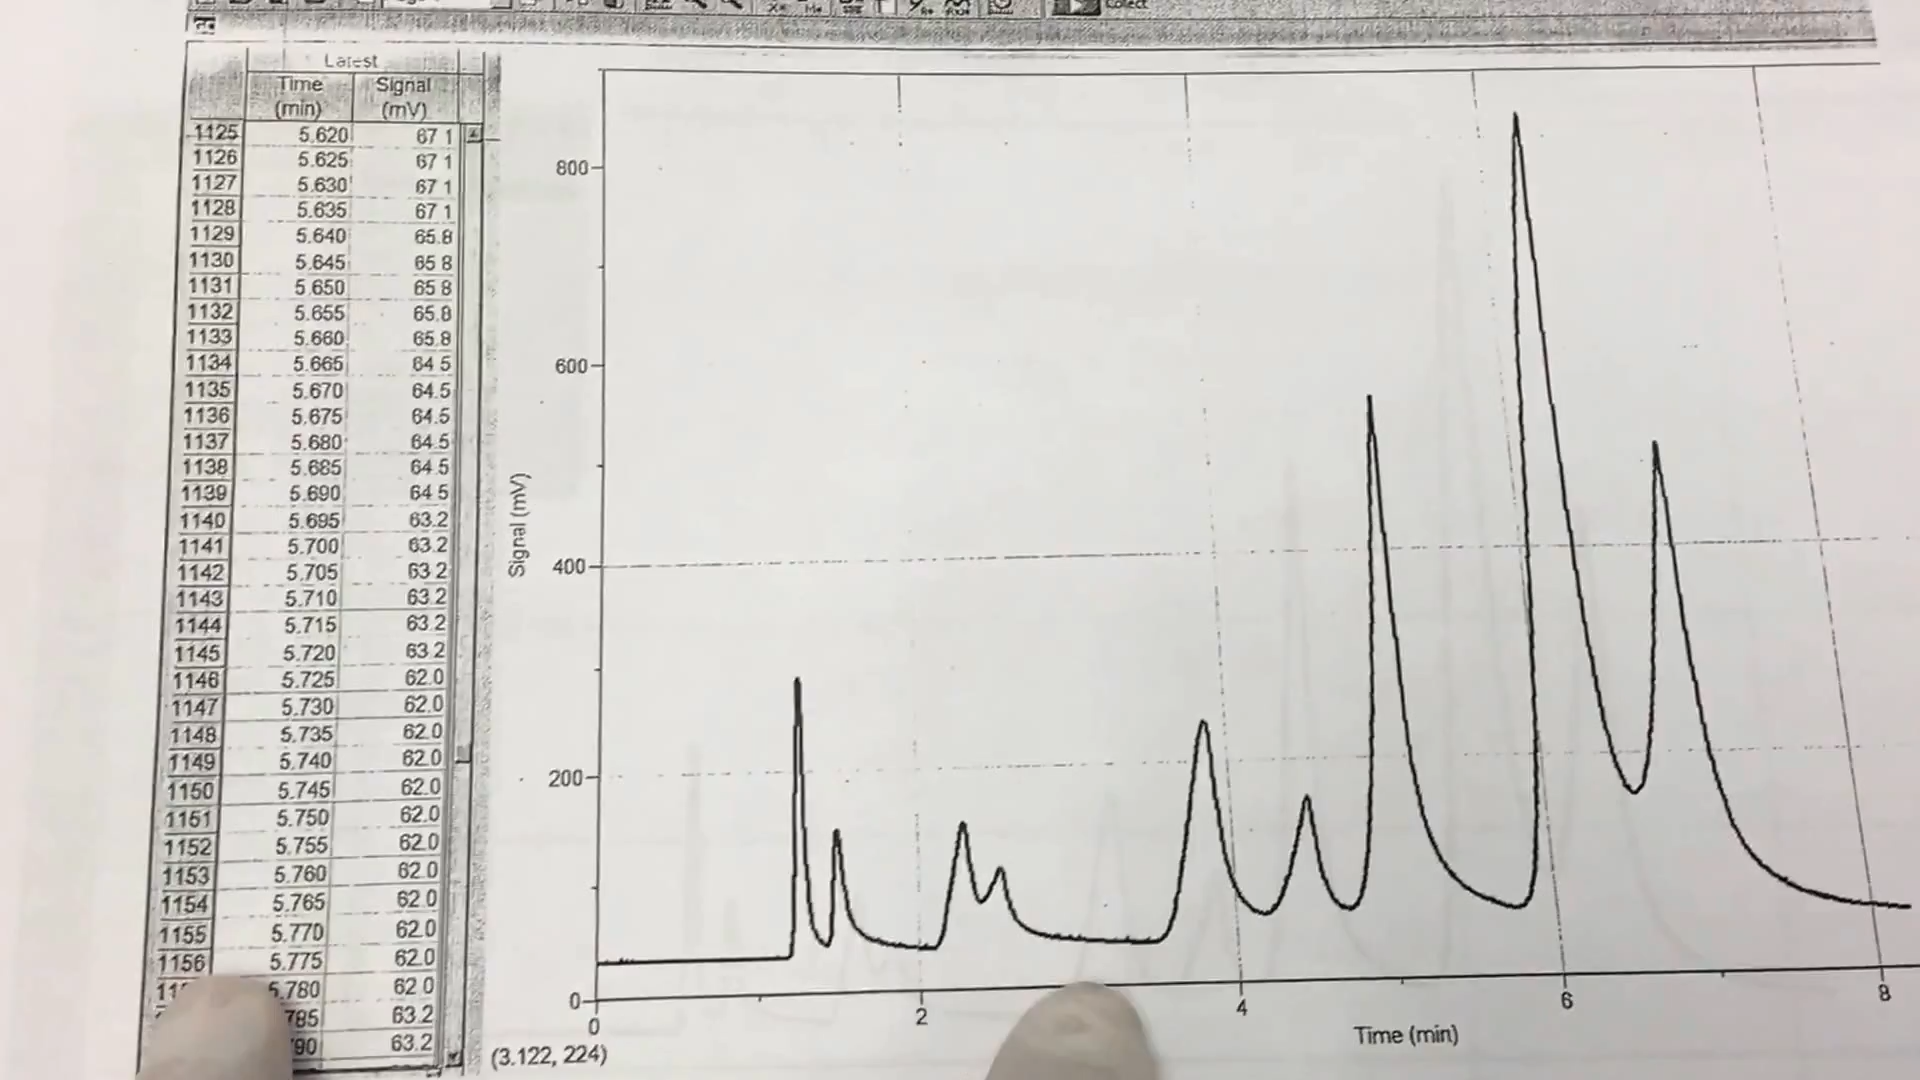 Latest
Time Signal
(min) (mV)
1125 5.620 67 1
1126 5.625 67 1
1127 5.630 67 1
1128 5.635 67 1
1129 5.640 65.8
1130 5.645 65 8
1131 5.650 65 8
1132 5.655 65.8
1133 5.660 65.8
1134 5.665 64 5
1135 5.670 64.5
1136 5.675 64.5
1137 5.680 64.5
1138 5.685 64.5
1139 5.690 64 5
1140 5.695 63.2
1141 5.700 63.2
1142 5.705 63 2
1143 5.710 63.2
1144 5.715 63.2
1145 5.720 63 2
1146 5.725 62.0
1147 5.730 62.0
1148 5.735 62.0
1149 5.740 62.0
1150 5.745 62.0
1151 5.750 62.0
1152 5.755 62.0
1153 5.760 62.0
1154 5.765 62.0
1155 5.770 62.0
1156 5.775 62.0
5.780 62 0
785 63.2
90 63.2
Signal (mV)
800
600
400
200
0
0 2 4 6 8
Time (min)
(3.122, 224)